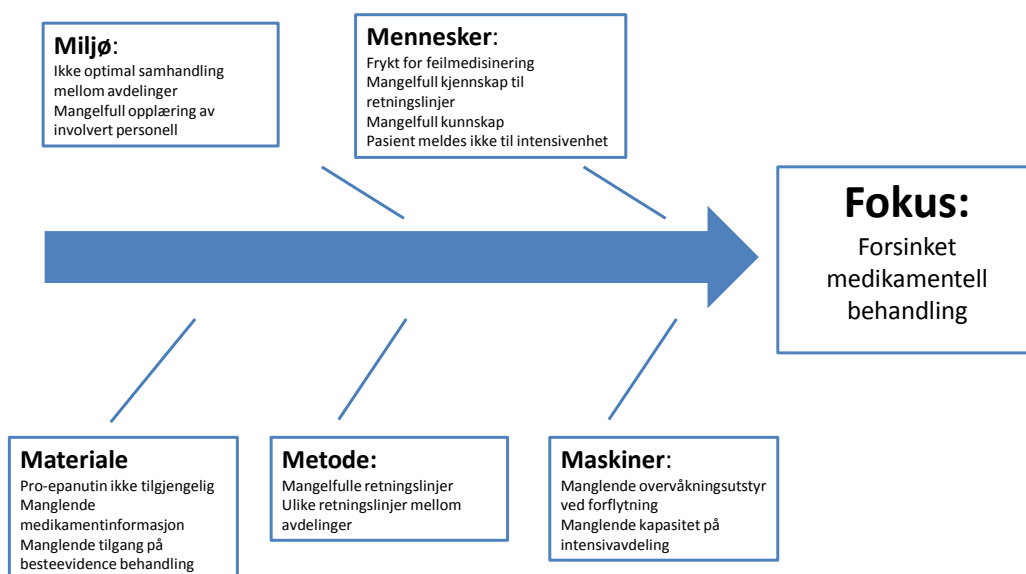 Miljø:
Ikke optimal samhandling
mellom avdelinger
Mangelfull opplæring av
involvert personell
Mennesker:
Frykt for feilmedisinering
Mangelfull kjennskap til
retningslinjer
Mangelfull kunnskap
Pasient meldes ikke til intensivenhet
Fokus:
Forsinket
medikamentell
behandling
Materiale
Pro-epanutin ikke tilgjengelig
Manglende
medikamentinformasjon
Manglende tilgang på
besteevidence behandling
Metode:
Mangelfulle retningslinjer
Ulike retningslinjer mellom
avdelinger
Maskiner:
Manglende overvåkningsutstyr
ved forflytning
Manglende kapasitet på
intensivavdeling